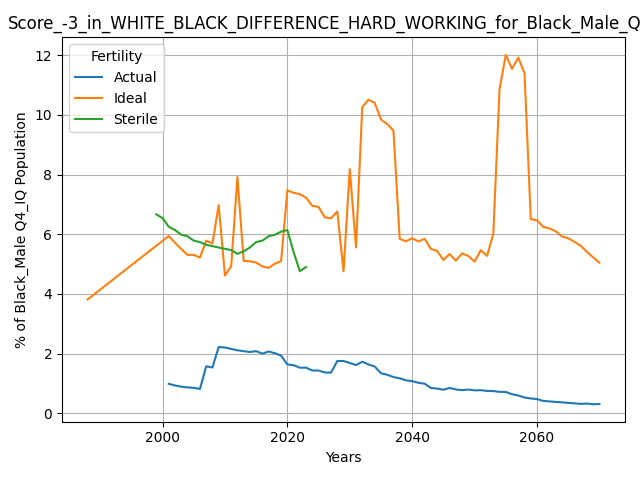 Score_-3_in_WHITE_BLACK_DIFFERENCE_HARD_WORKING_for_Black_Male_Q
Fertility
Actual
Ideal
Sterile
% of Black_Male Q4_IQ Population
12
10
8
6
4
2
0
2000 2020 2040 2060
Years